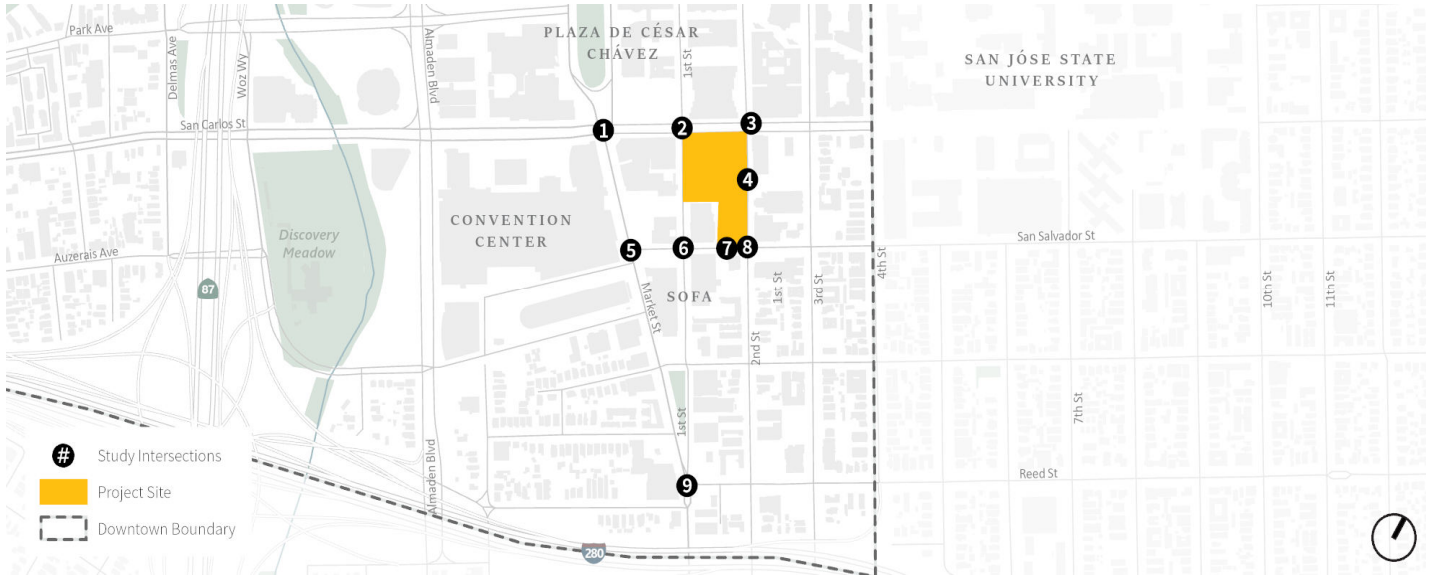 Park Ave
Delmas Ave
Woz Wy
Almaden Blvd
PLAZA DE CÉSAR
CHÁVEZ
1st St
SAN JÓSE STATE
UNIVERSITY
San Carlos St
1
2
3
4
CONVENTION
CENTER
Discovery
Meadow
Auzerais Ave
87
5
6
7
8
San Salvador St
SOFA
Market St
1st St
3rd St
4th St
10th St
11th St
2nd St
1st St
7th St
Almaden Blvd
9
Reed St
280
# Study Intersections
Project Site
Downtown Boundary